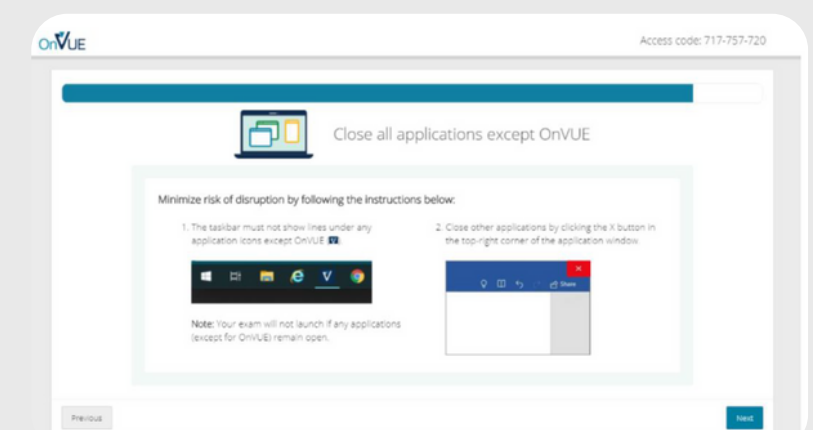 OnVUE
Access code: 717-757-720
Close all applications except OnVUE
Minimize risk of disruption by following the instructions below:
1. The taskbar must not show lines under any
application icons except OnVUE
2. Close other applications by clicking the X button in
the top-right corner of the application window.
Share
Note: Your exam will not launch if any applications
(except for OnVUE) remain open.
Previous
Next